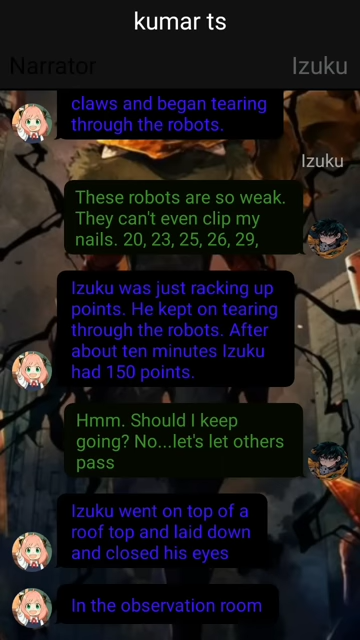 kumar ts
Narrator
Izuku
claws and began tearing
through the robots.
Izuku
These robots are so weak.
They can't even clip my
nails. 20, 23, 25, 26, 29,
Izuku was just racking up
points. He kept on tearing
through the robots. After
about ten minutes Izuku
had 150 points.
Hmm. Should I keep
going? No...let's let others
pass
Izuku went on top of a
roof top and laid down
and closed his eyes
In the observation room